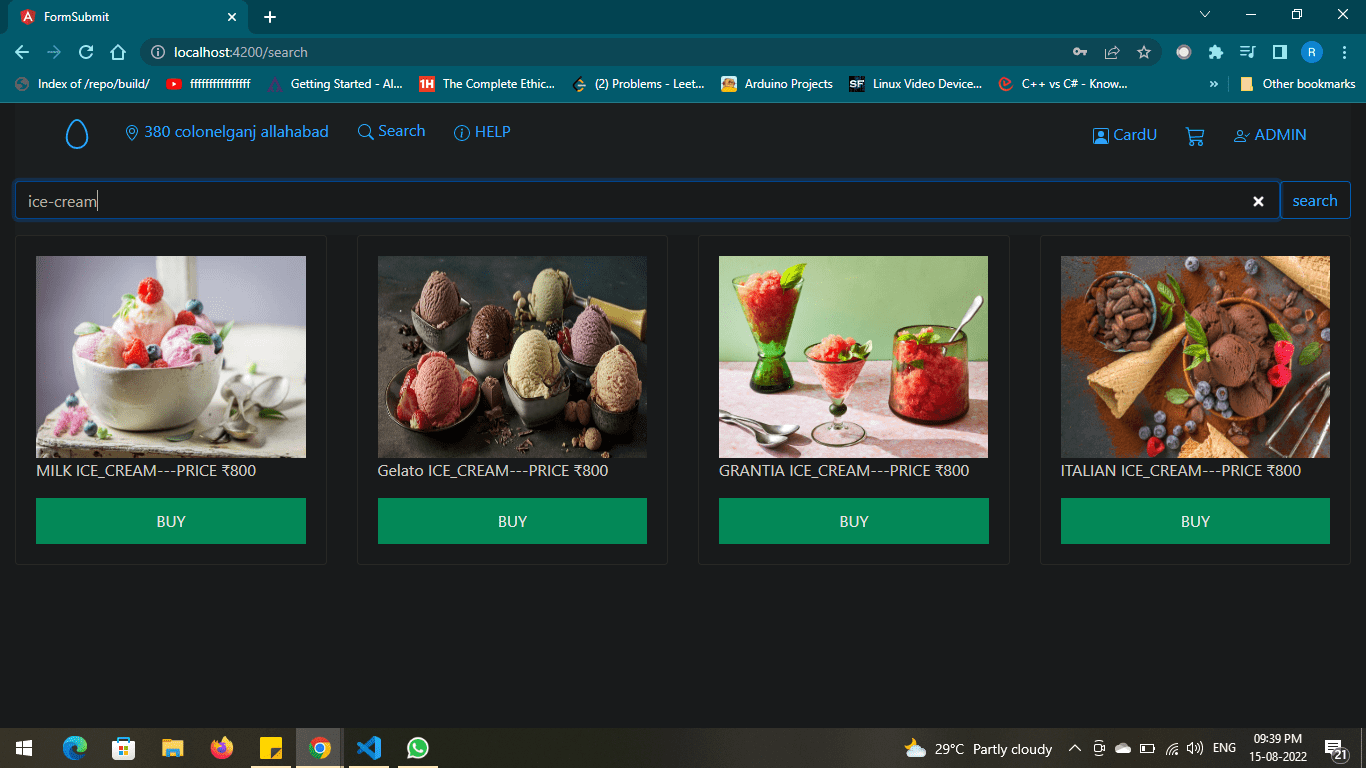 FormSubmit
localhost:4200/search
R
Index of /repo/build/
ffffffffffffffff
Getting Started - Al...
1H
The Complete Ethic...
(2) Problems - Leet...
Arduino Projects
SF
Linux Video Device...
C++ vs C# - Know...
»
Other bookmarks
380 colonelganj allahabad
Search
HELP
CardU
ADMIN
ice-cream
search
MILK ICE_CREAM---PRICE ₹800
Gelato ICE_CREAM---PRICE ₹800
GRANTIA ICE_CREAM---PRICE ₹800
ITALIAN ICE_CREAM---PRICE ₹800
BUY
BUY
BUY
BUY
29°C Partly cloudy
ENG
09:39 PM
15-08-2022
21